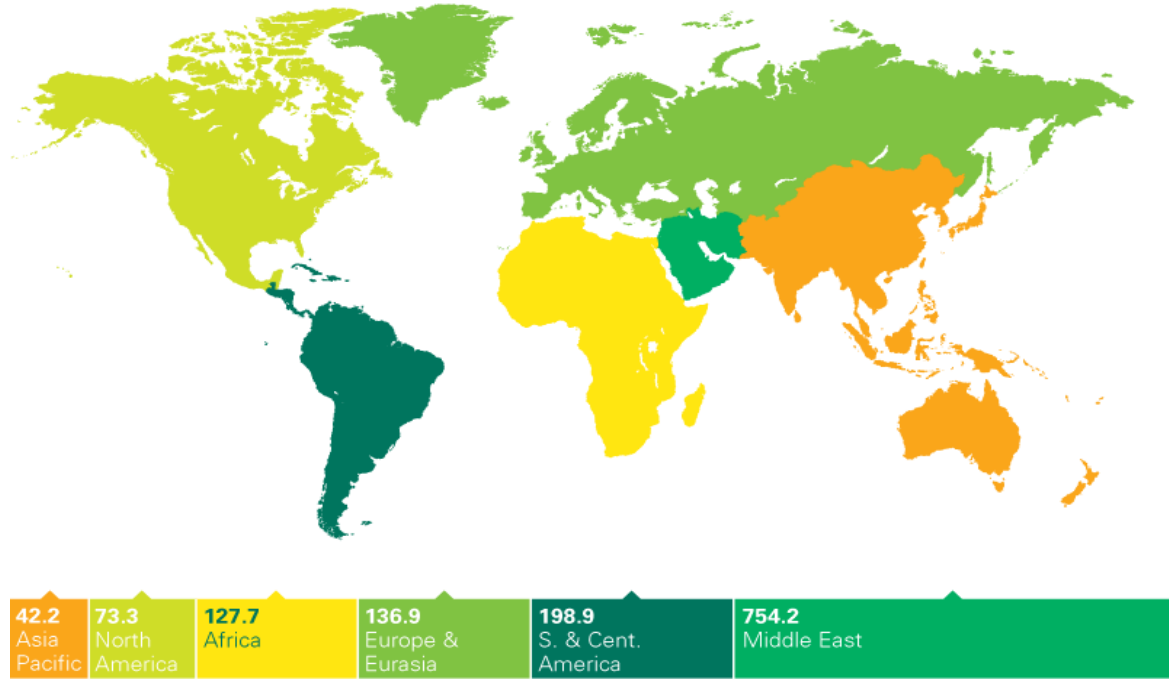 42.2
Asia
Pacific
73.3
North
America
127.7
Africa
136.9
Europe &
Eurasia
198.9
S. & Cent.
America
754.2
Middle East